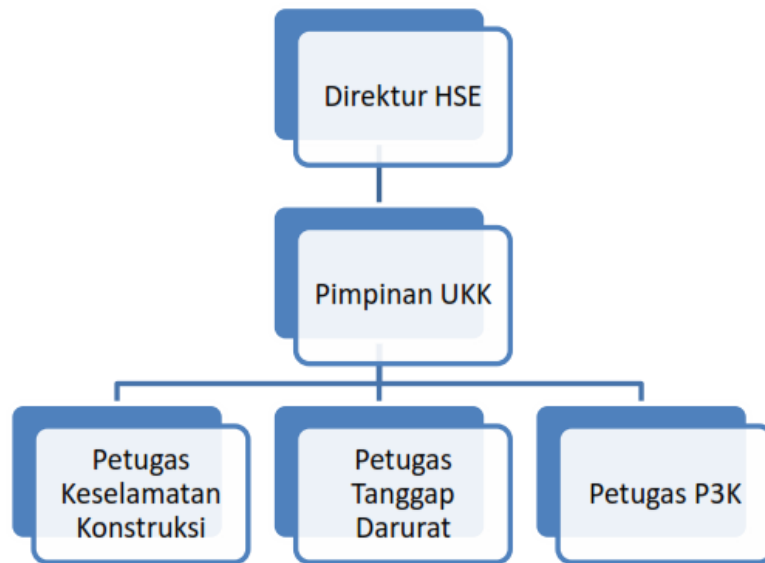 Direktur HSE
Pimpinan UKK
Petugas
Keselamatan
Konstruksi
Petugas
Tanggap
Darurat
Petugas P3K